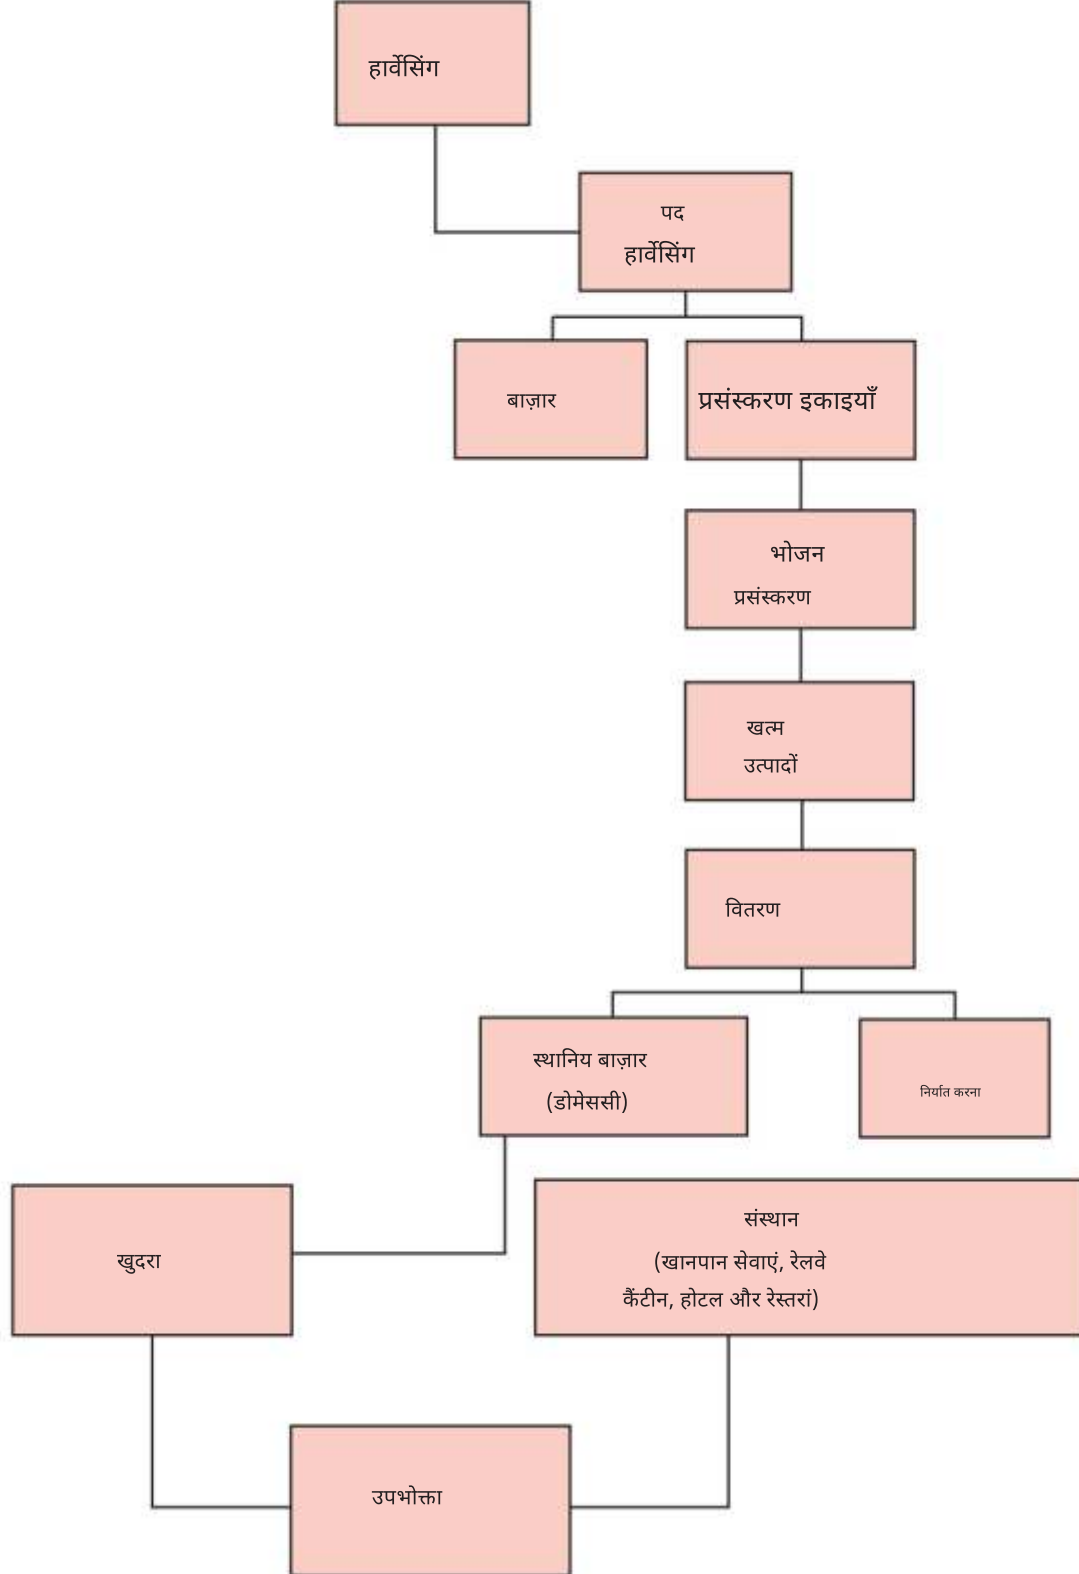 हार्वेसिंग
पद
हार्वेसिंग
बाज़ार
प्रसंस्करण इकाइयाँ
भोजन
प्रसंस्करण
खत्म
उत्पादों
वितरण
स्थानिय बाज़ार
(डोमेससी)
निर्यात करना
खुदरा
संस्थान
(खानपान सेवाएं, रेलवे
कैंटीन, होटल और रेस्तरां)
उपभोक्ता